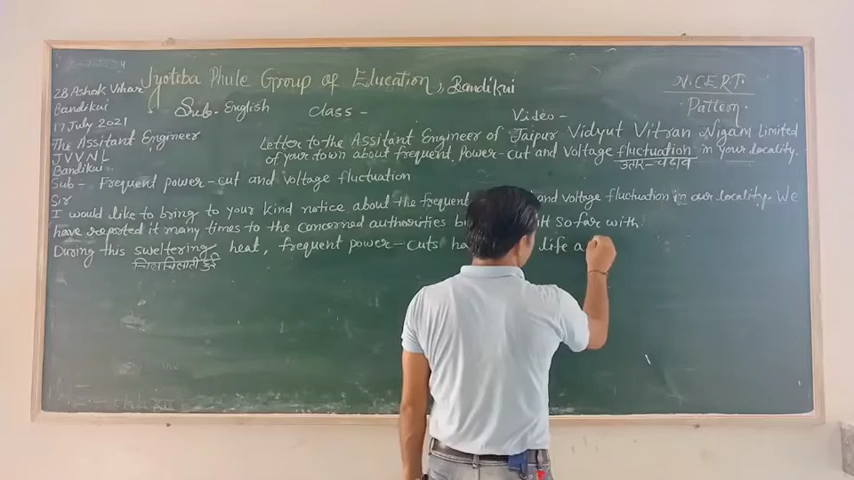 Jyotoba Phule Group of Education, Bandikui
N.C.E.R.T.
Pattern
Sub- English class- Video-
28 Ashok Vihar
Bandikui
17 July 2021
The Assitant Engineer
J V V N L
Bandikui
Letter to the Assitant Engineer of Jaipur Vidyut Vitran Nigam Limited
of your town about frequent Power-cut and Voltage fluctuation in your locality.
उतार-चढ़ाव
Sub- Frequent power-cut and Voltage fluctuation
Sir
I would like to bring to your kind notice about the frequent and voltage fluctuation in our locality. We
have reported it many times to the concerned authorities so far with
During this sweltering heat, frequent power-cuts life a
चिलचिलाती हुई